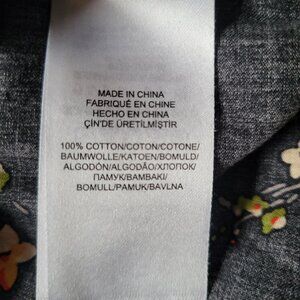 MADE IN CHINA
FABRIQUÉ EN CHINE
HECHO EN CHINA
ÇİN'DE ÜRETİLMİŞTİR
100% COTTON/COTON/COTONE/
BAUMWOLLE/KATOEN/BOMULD/
ALGODÓN/ALGODÃO/ХЛОПОК/
ПАМУК/BAMBAKI/
BOMULL/PAMUK/BAVLNA